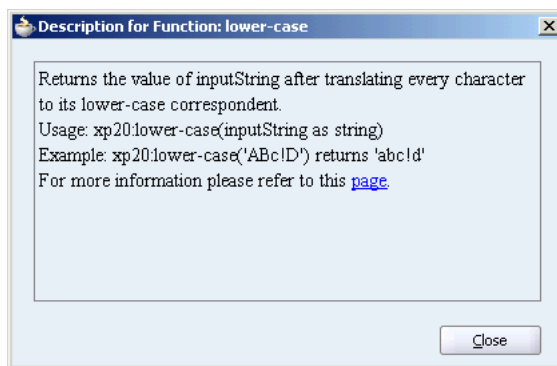 Description for Function: lower-case
Returns the value of inputString after translating every character
to its lower-case correspondent.
Usage: xp20:lower-case(inputString as string)
Example: xp20:lower-case('ABc!D') returns 'abc!d'
For more information please refer to this page.
Close